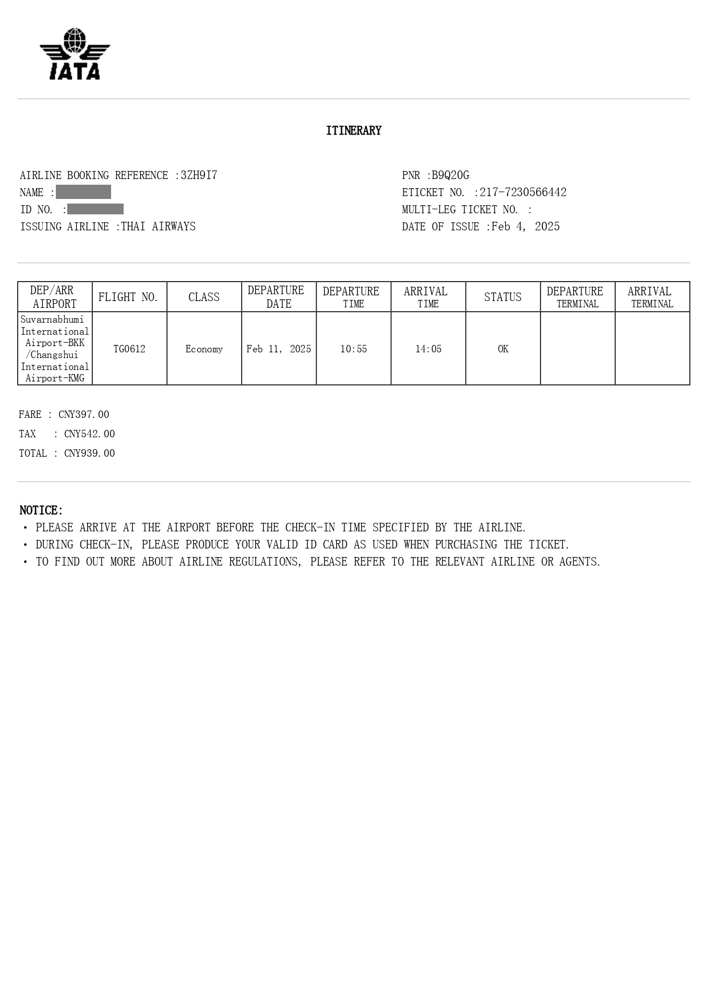 IATA
ITINERARY
AIRLINE BOOKING REFERENCE :3ZH9I7
PNR :B9Q20G
NAME :
ETICKET NO. :217-7230566442
ID NO. :
MULTI-LEG TICKET NO. :
ISSUING AIRLINE :THAI AIRWAYS
DATE OF ISSUE :Feb 4, 2025
DEP/ARR
AIRPORT
FLIGHT NO.
CLASS
DEPARTURE
DATE
DEPARTURE
TIME
ARRIVAL
TIME
STATUS
DEPARTURE
TERMINAL
ARRIVAL
TERMINAL
Suvarnabhumi
International
Airport-BKK
/Changshui
International
Airport-KMG
TG0612
Economy
Feb 11, 2025
10:55
14:05
OK
FARE : CNY397.00
TAX : CNY542.00
TOTAL : CNY939.00
NOTICE:
· PLEASE ARRIVE AT THE AIRPORT BEFORE THE CHECK-IN TIME SPECIFIED BY THE AIRLINE.
· DURING CHECK-IN, PLEASE PRODUCE YOUR VALID ID CARD AS USED WHEN PURCHASING THE TICKET.
· TO FIND OUT MORE ABOUT AIRLINE REGULATIONS, PLEASE REFER TO THE RELEVANT AIRLINE OR AGENTS.